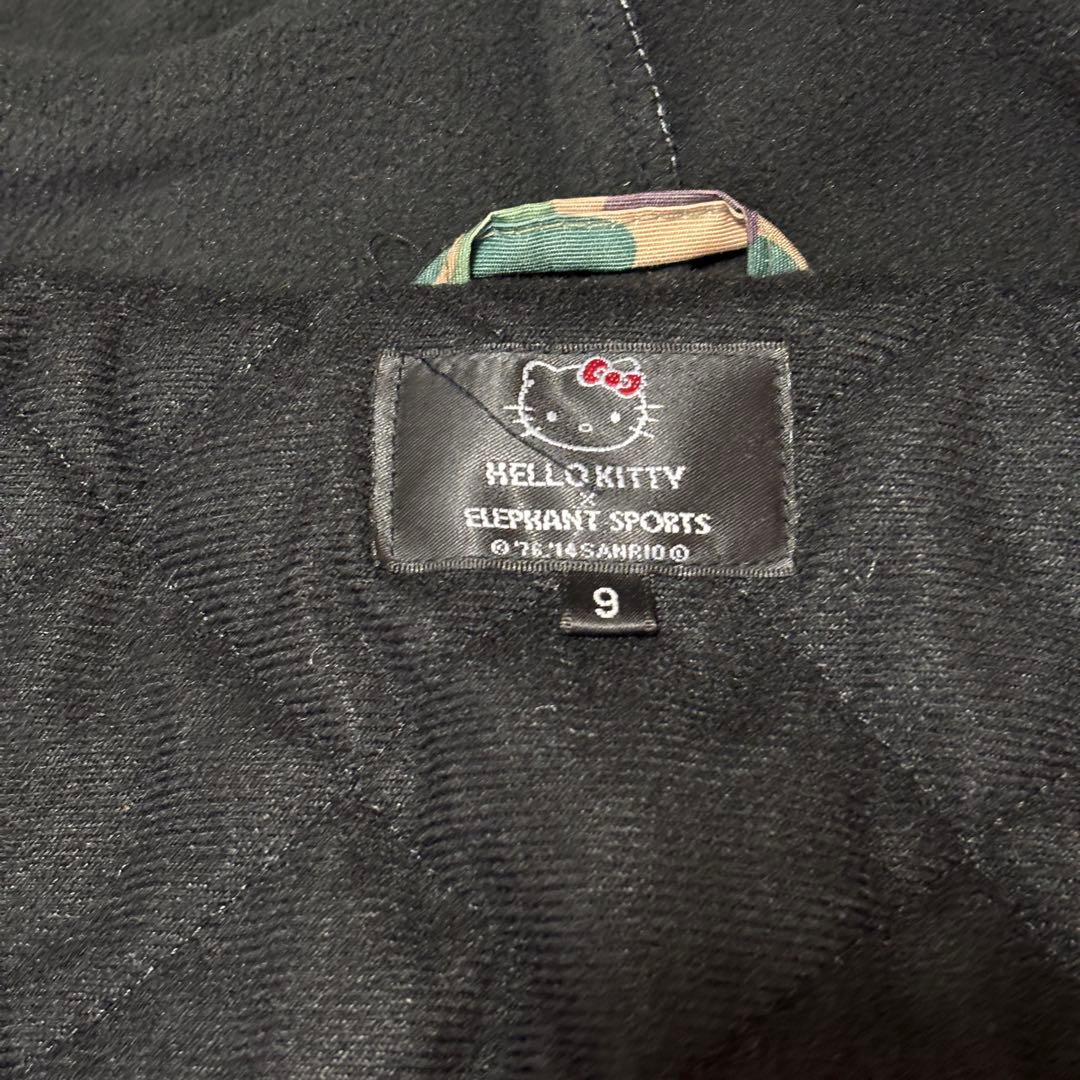 HELLO KITTY
×
ELEPHANT SPORTS
© '76,'14 SANRIO Ⓛ
9